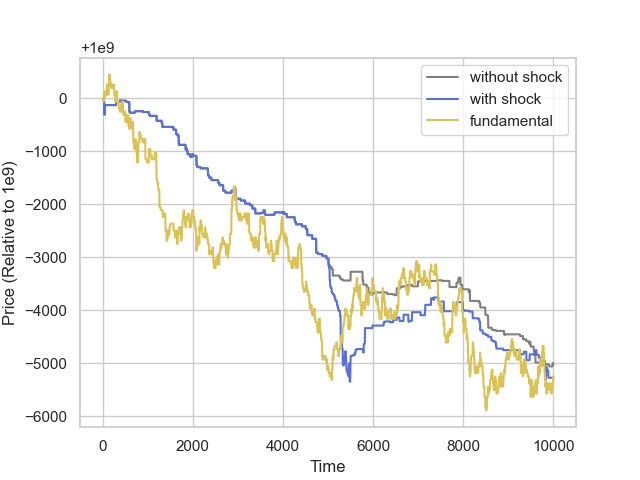 +1e9
without shock
with shock
fundamental
0
−1000
−2000
−3000
−4000
−5000
−6000
Price (Relative to 1e9)
0 2000 4000 6000 8000 10000
Time